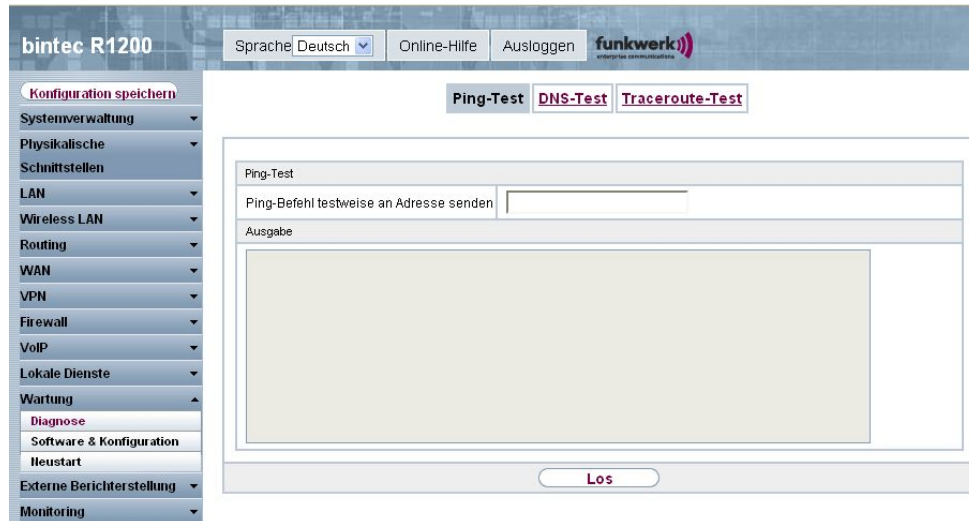 bintec R1200
Sprache Deutsch
Online-Hilfe
Ausloggen
funkwerk
enterprise communications
Konfiguration speichern
Systemverwaltung
Physikalische
Schnittstellen
LAN
Wireless LAN
Routing
WAN
VPN
Firewall
VoIP
Lokale Dienste
Wartung
Diagnose
Software & Konfiguration
Neustart
Externe Berichterstellung
Monitoring
Ping-Test
DNS-Test
Traceroute-Test
Ping-Test
Ping-Befehl testweise an Adresse senden
Ausgabe
Los